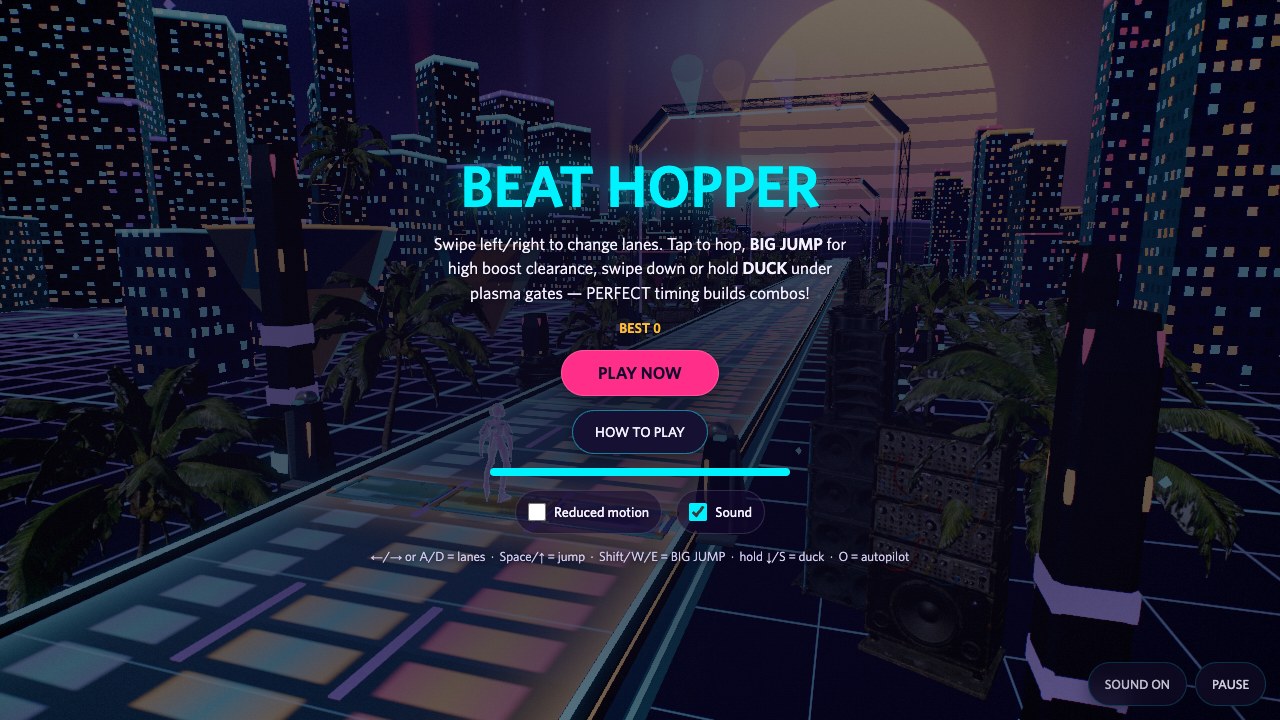 BEAT HOPPER
Swipe left/right to change lanes. Tap to hop, BIG JUMP for
high boost clearance, swipe down or hold DUCK under
plasma gates — PERFECT timing builds combos!
BEST 0
PLAY NOW
HOW TO PLAY
Reduced motion
Sound
←/→ or A/D = lanes · Space/↑ = jump · Shift/W/E = BIG JUMP · hold ↓/S = duck · O = autopilot
SOUND ON
PAUSE